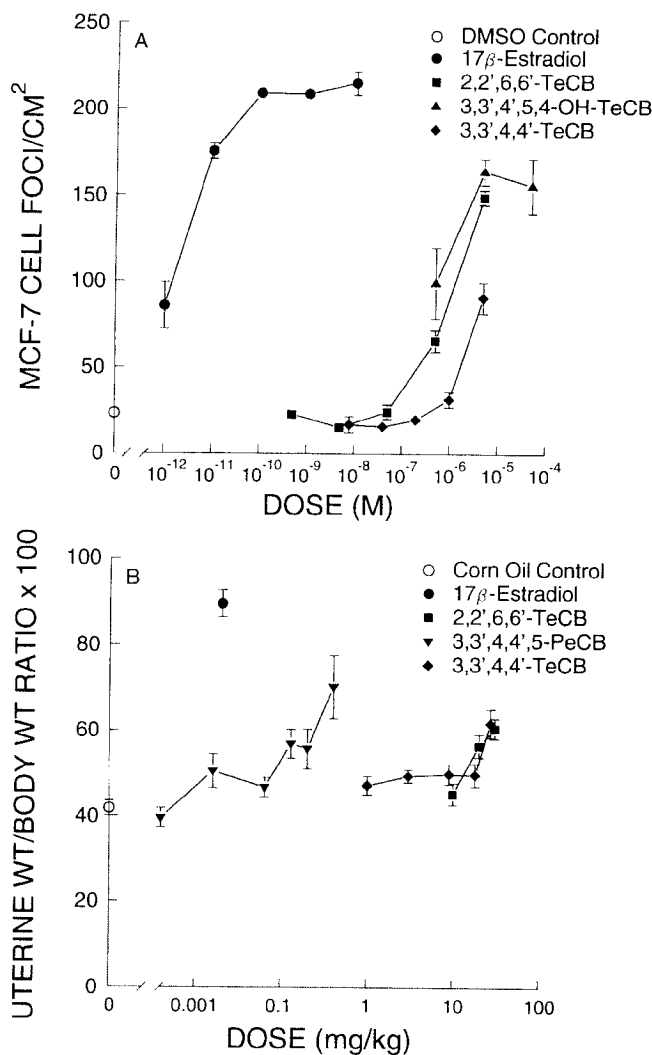 A
○ DMSO Control
● 17β-Estradiol
■ 2,2',6,6'-TeCB
▲ 3,3',4',5,4-OH-TeCB
◆ 3,3',4,4'-TeCB
MCF-7 CELL FOCI/CM²
250
200
150
100
50
0
0 10⁻¹² 10⁻¹¹ 10⁻¹⁰ 10⁻⁹ 10⁻⁸ 10⁻⁷ 10⁻⁶ 10⁻⁵ 10⁻⁴
DOSE (M)
B
○ Corn Oil Control
● 17β-Estradiol
■ 2,2',6,6'-TeCB
▼ 3,3',4,4',5-PeCB
◆ 3,3',4,4'-TeCB
UTERINE WT/BODY WT RATIO x 100
100
80
60
40
20
0
0 0.001 0.1 1 10 100
DOSE (mg/kg)